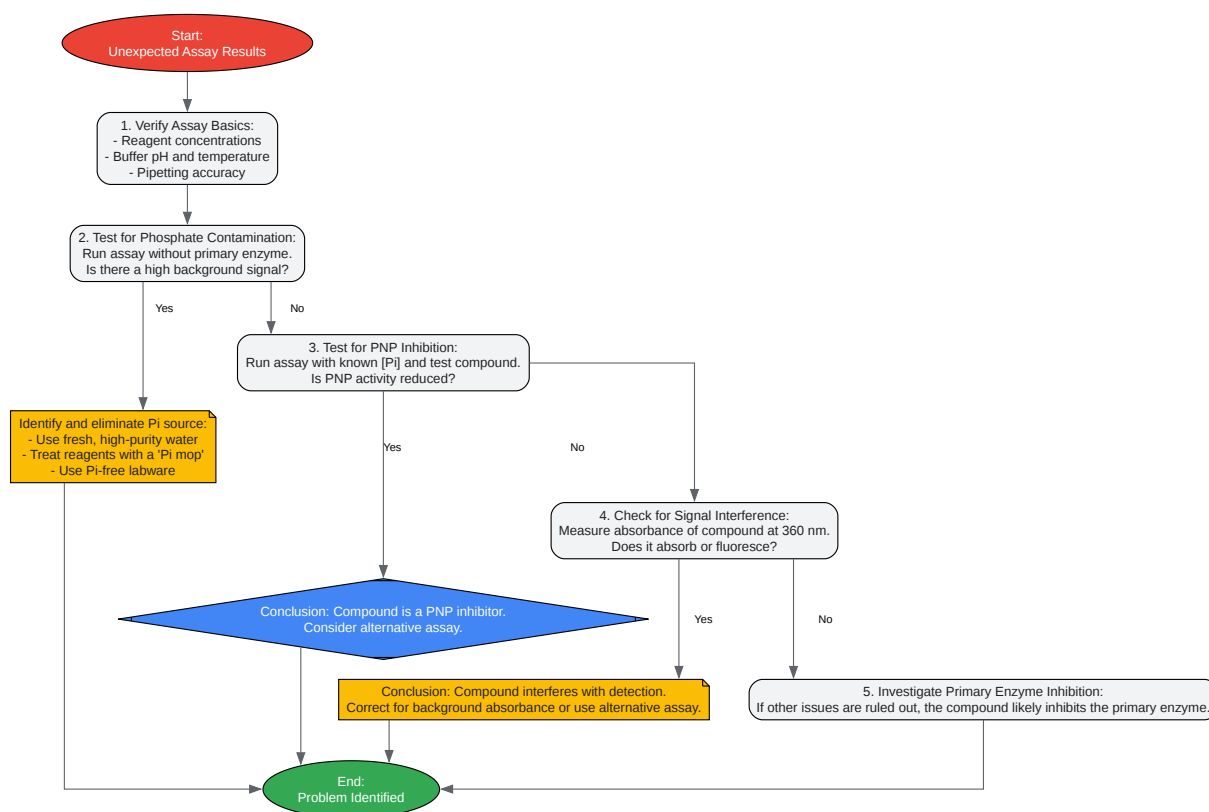 Start:
Unexpected Assay Results
1. Verify Assay Basics:
- Reagent concentrations
- Buffer pH and temperature
- Pipetting accuracy
2. Test for Phosphate Contamination:
Run assay without primary enzyme.
Is there a high background signal?
Yes
No
3. Test for PNP Inhibition:
Run assay with known [Pi] and test compound.
Is PNP activity reduced?
Identify and eliminate Pi source:
- Use fresh, high-purity water
- Treat reagents with a 'Pi mop'
- Use Pi-free labware
Yes
No
4. Check for Signal Interference:
Measure absorbance of compound at 360 nm.
Does it absorb or fluoresce?
Conclusion: Compound is a PNP inhibitor.
Consider alternative assay.
Yes
No
Conclusion: Compound interferes with detection.
Correct for background absorbance or use alternative assay.
5. Investigate Primary Enzyme Inhibition:
If other issues are ruled out, the compound likely inhibits the primary enzyme.
End:
Problem Identified